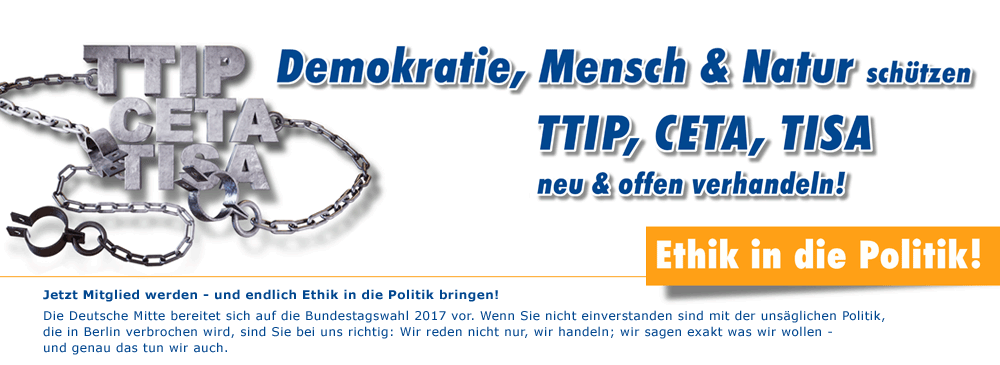 TTIP
CETA
TISA
Demokratie, Mensch & Natur schützen
TTIP, CETA, TISA
neu & offen verhandeln!
Ethik in die Politik!
Jetzt Mitglied werden - und endlich Ethik in die Politik bringen!
Die Deutsche Mitte bereitet sich auf die Bundestagswahl 2017 vor. Wenn Sie nicht einverstanden sind mit der unsäglichen Politik,
die in Berlin verbrochen wird, sind Sie bei uns richtig: Wir reden nicht nur, wir handeln; wir sagen exakt was wir wollen -
und genau das tun wir auch.